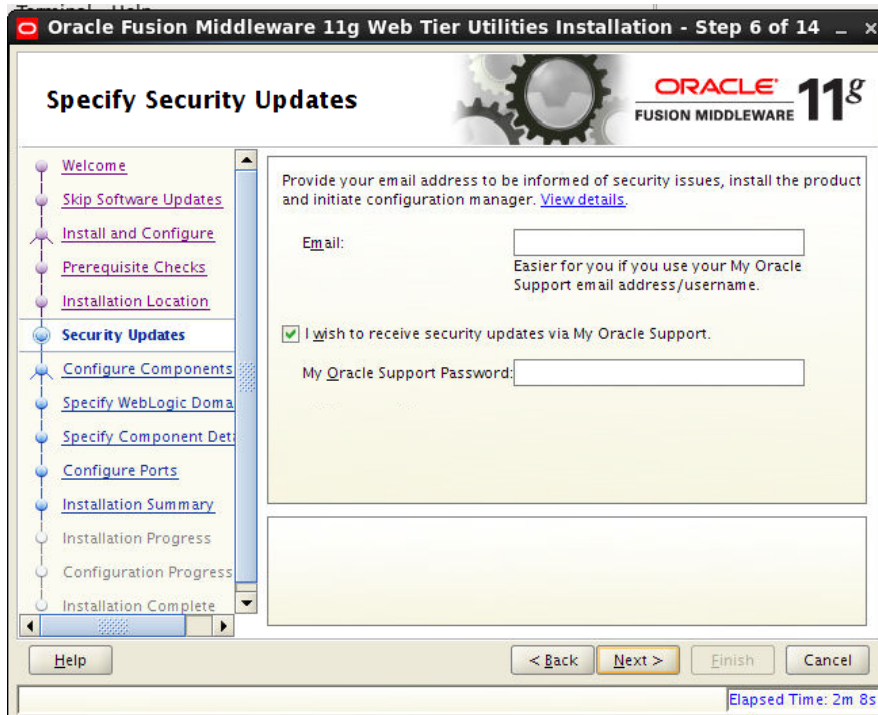 Terminal Help
Oracle Fusion Middleware 11g Web Tier Utilities Installation - Step 6 of 14
Specify Security Updates
ORACLE
FUSION MIDDLEWARE 11g
Welcome
Skip Software Updates
Install and Configure
Prerequisite Checks
Installation Location
Security Updates
Configure Components
Specify WebLogic Doma
Specify Component Deta
Configure Ports
Installation Summary
Installation Progress
Configuration Progress
Installation Complete
Provide your email address to be informed of security issues, install the product
and initiate configuration manager. View details.
Email:
Easier for you if you use your My Oracle
Support email address/username.
I wish to receive security updates via My Oracle Support.
My Oracle Support Password:
Help
< Back
Next >
Finish
Cancel
Elapsed Time: 2m 8s